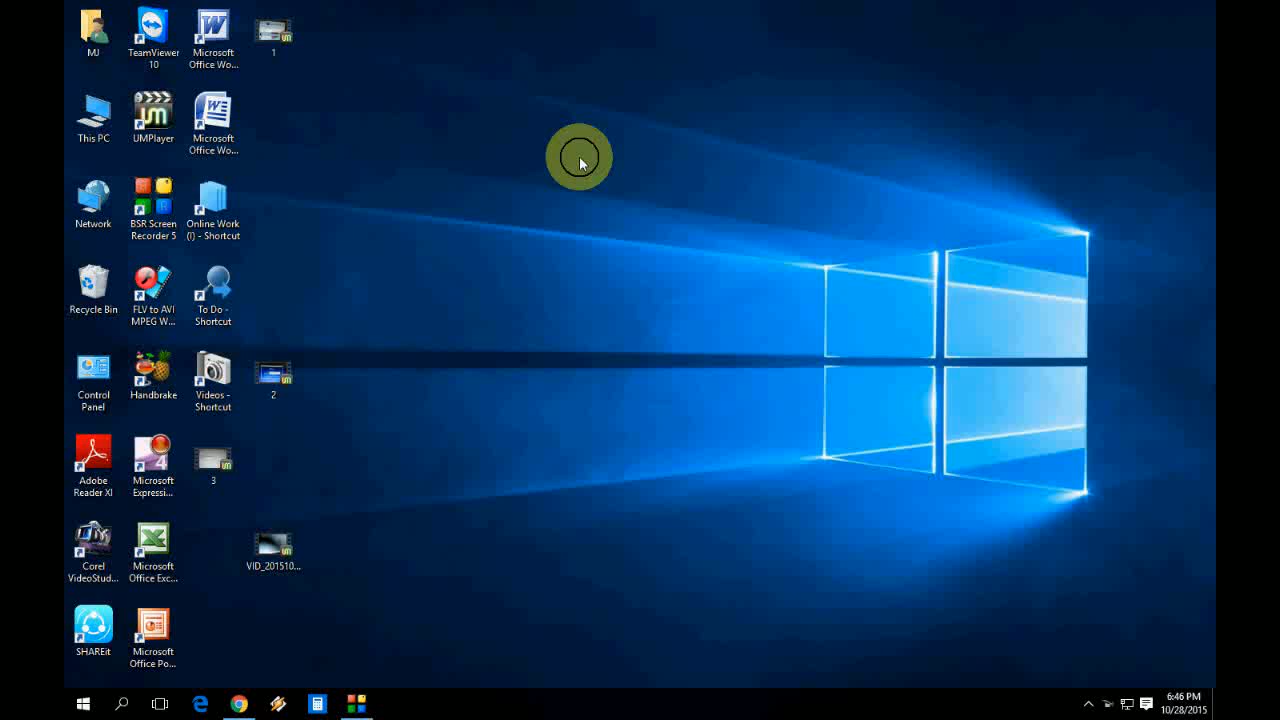 MJ
TeamViewer
10
Microsoft
Office Wo...
1
This PC
UMPlayer
Microsoft
Office Wo...
Network
BSR Screen
Recorder 5
Online Work
(I) - Shortcut
Recycle Bin
FLV to AVI
MPEG W...
To Do -
Shortcut
Control
Panel
Handbrake
Videos -
Shortcut
2
Adobe
Reader XI
Microsoft
Expressi...
3
Corel
VideoStud...
Microsoft
Office Exc...
VID_201510...
SHAREit
Microsoft
Office Po...
6:46 PM
10/28/2015